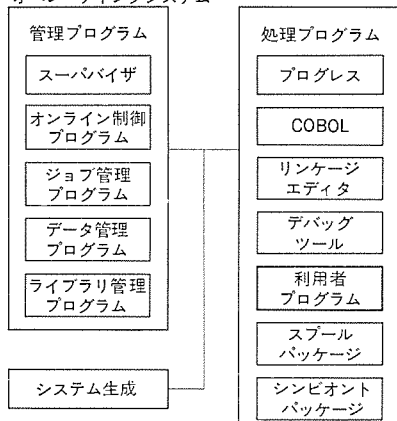 オペレーティングシステム
管理プログラム
スーパバイザ
オンライン制御
プログラム
ジョブ管理
プログラム
データ管理
プログラム
ライブラリ管理
プログラム
システム生成
処理プログラム
プログレス
COBOL
リンケージ
エディタ
デバッグ
ツール
利用者
プログラム
スプール
パッケージ
シンビオント
パッケージ